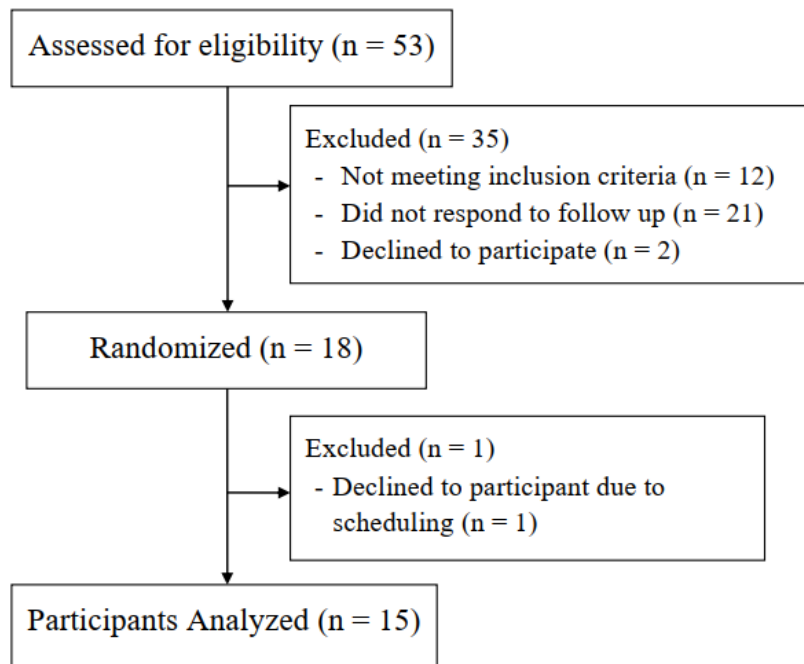 Assessed for eligibility (n = 53)
Excluded (n = 35)
- Not meeting inclusion criteria (n = 12)
- Did not respond to follow up (n = 21)
- Declined to participate (n = 2)
Randomized (n = 18)
Excluded (n = 1)
- Declined to participant due to
scheduling (n = 1)
Participants Analyzed (n = 15)